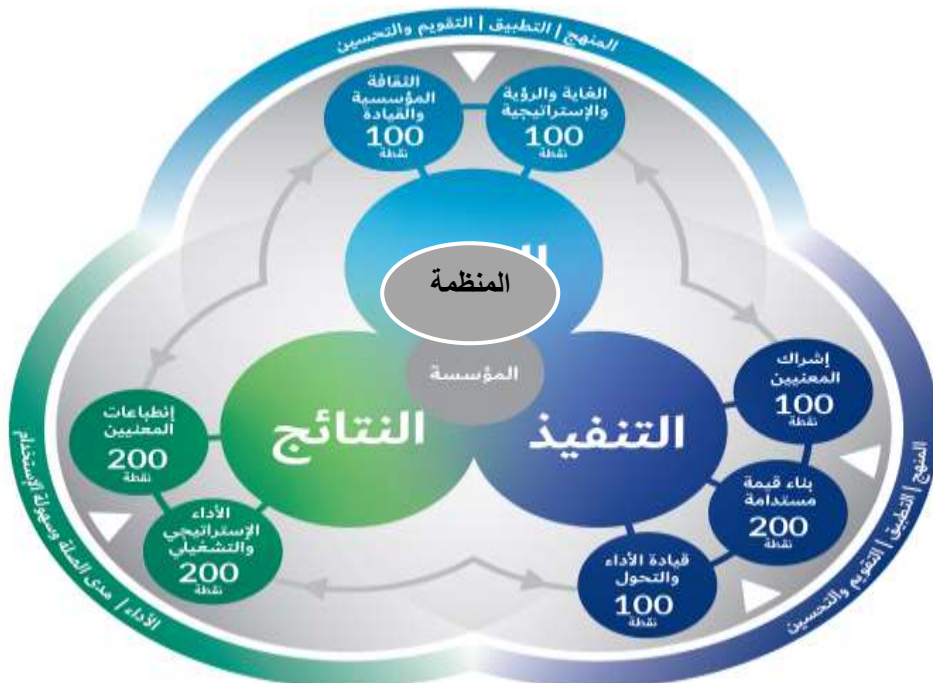 المنهج | التطبيق | التقويم والتحسين
الغاية والرؤية
والإستراتيجية
100
نقطة
الثقافة
المؤسسية
والقيادة
100
نقطة
المنظمة
المؤسسة
التنفيذ
النتائج
إشراك
المعنيين
100
نقطة
بناء قيمة
مستدامة
200
نقطة
قيادة الأداء
والتحول
100
نقطة
المنهج | التطبيق | التقويم والتحسين
إنطباعات
المعنيين
200
نقطة
الأداء
الإستراتيجي
والتشغيلي
200
نقطة
الأداء | مدى الصلة وسهولة الإستخدام